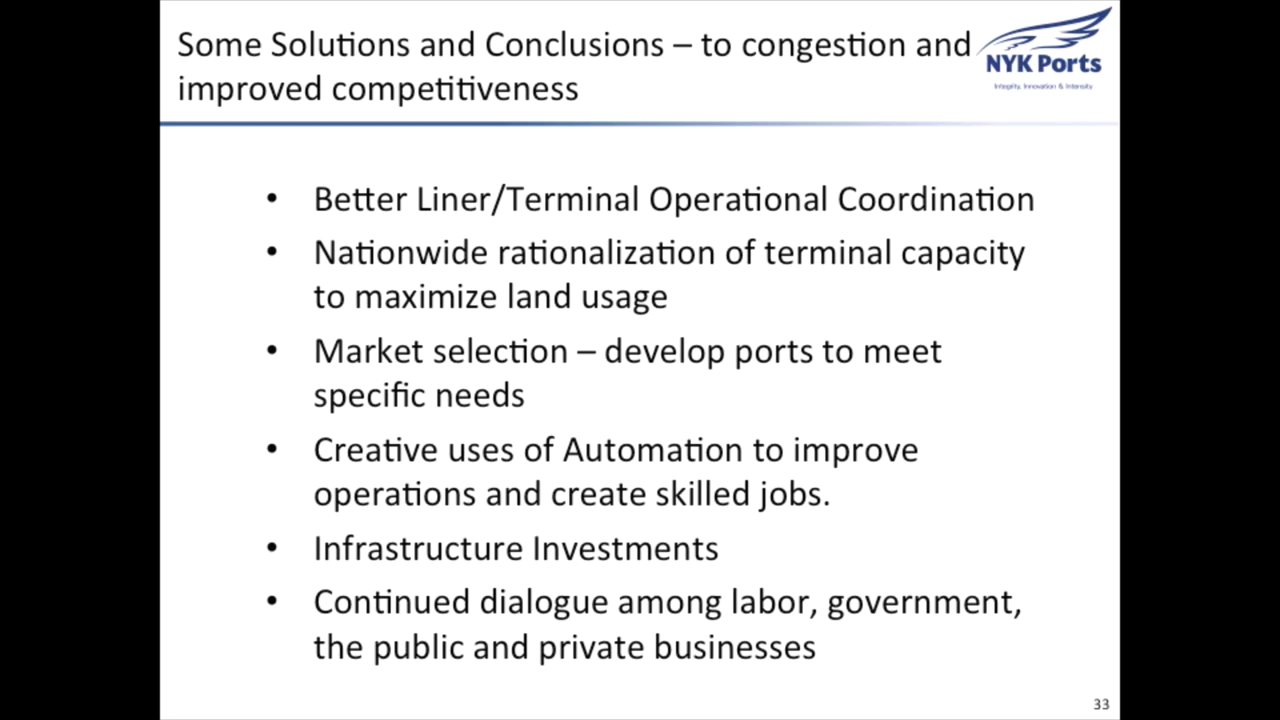 Some Solutions and Conclusions – to congestion and
improved competitiveness
NYK Ports
Integrity, Innovation & Intensity
• Better Liner/Terminal Operational Coordination
• Nationwide rationalization of terminal capacity
to maximize land usage
• Market selection – develop ports to meet
specific needs
• Creative uses of Automation to improve
operations and create skilled jobs.
• Infrastructure Investments
• Continued dialogue among labor, government,
the public and private businesses
33